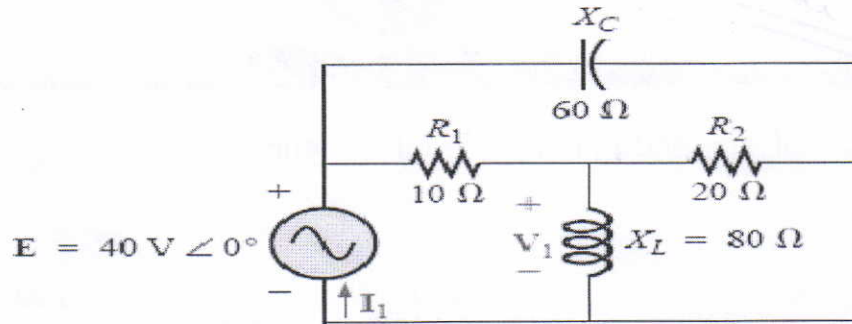 X_C
60 Ω
R_1
10 Ω
R_2
20 Ω
+
E = 40 V ∠ 0°
−
I_1
+
V_1
−
X_L = 80 Ω